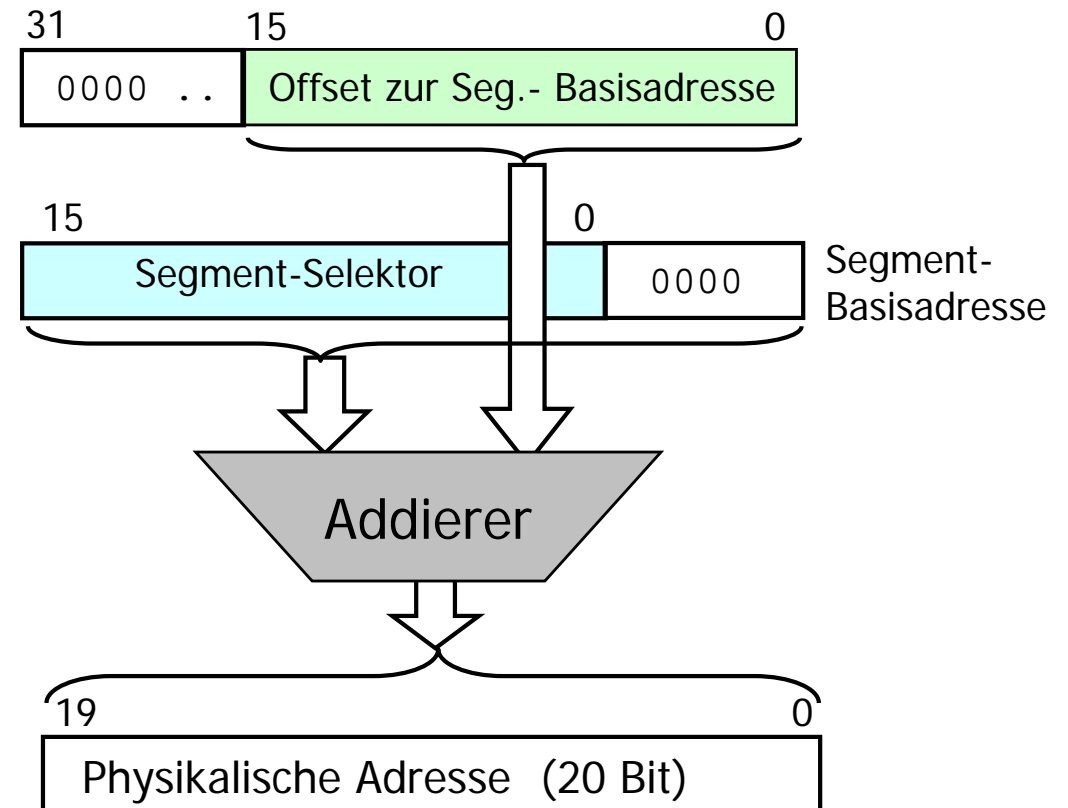 31 15 0
0000 .. Offset zur Seg.- Basisadresse
15 0
Segment-Selektor 0000 Segment-
Basisadresse
Addierer
19 0
Physikalische Adresse (20 Bit)